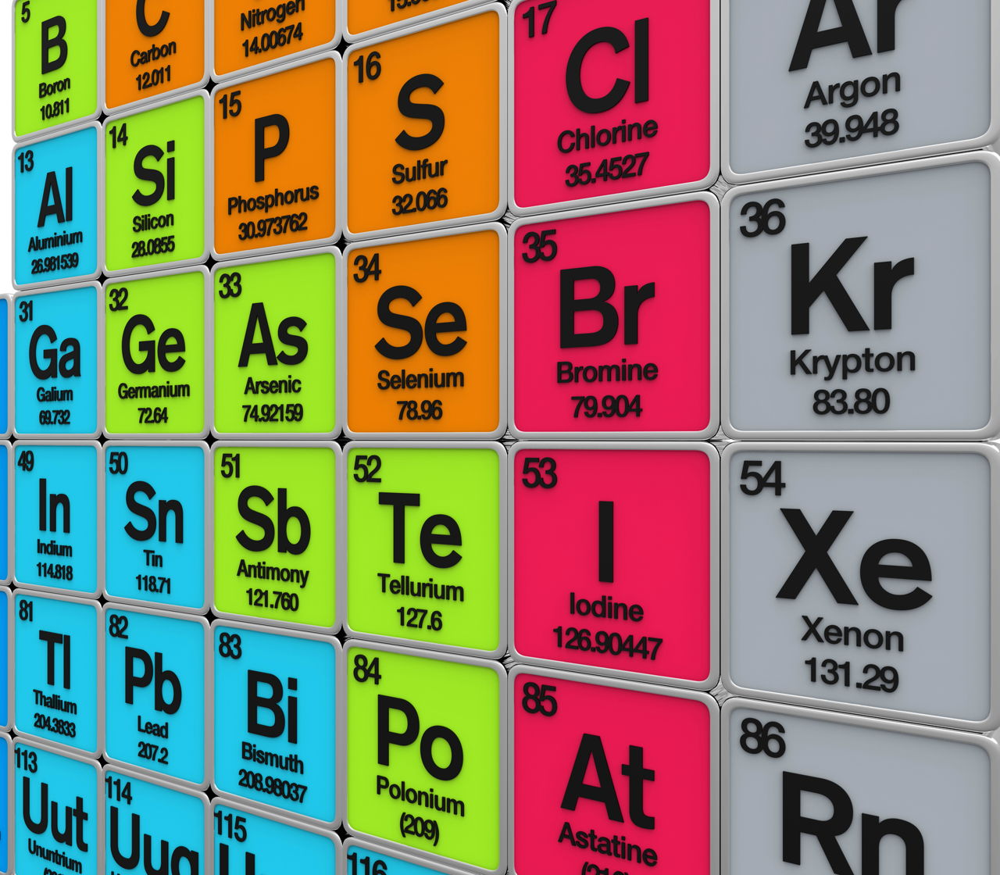 5
B
Boron
10.811
C
Carbon
12.011
Nitrogen
14.00674
17
Cl
Chlorine
35.4527
Ar
Argon
39.948
13
Al
Aluminium
26.981539
14
Si
Silicon
28.0855
15
P
Phosphorus
30.973762
16
S
Sulfur
32.066
31
Ga
Galium
69.732
32
Ge
Germanium
72.64
33
As
Arsenic
74.92159
34
Se
Selenium
78.96
35
Br
Bromine
79.904
36
Kr
Krypton
83.80
49
In
Indium
114.818
50
Sn
Tin
118.71
51
Sb
Antimony
121.760
52
Te
Tellurium
127.6
53
I
Iodine
126.90447
54
Xe
Xenon
131.29
81
Tl
Thallium
204.3833
82
Pb
Lead
207.2
83
Bi
Bismuth
208.98037
84
Po
Polonium
(209)
85
At
Astatine
86
Rn
113
Uut
Ununtrium
114
Uuq
115
116